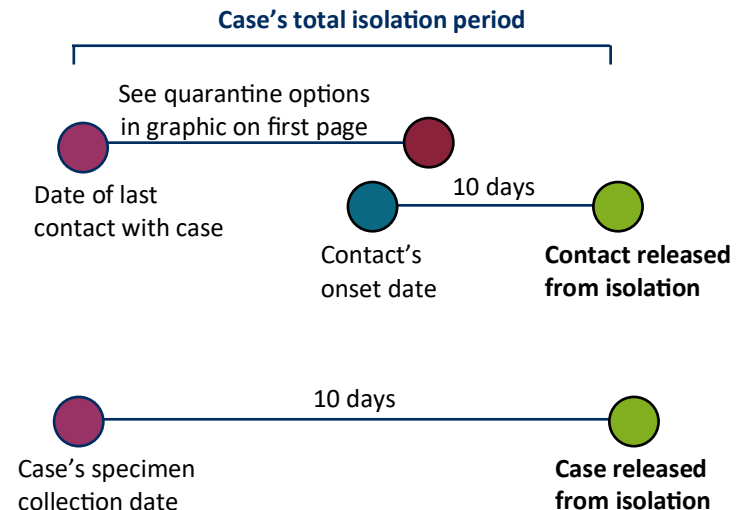 Case’s total isolation period
See quarantine options
in graphic on first page
Date of last
contact with case
10 days
Contact’s
onset date
Contact released
from isolation
10 days
Case’s specimen
collection date
Case released
from isolation